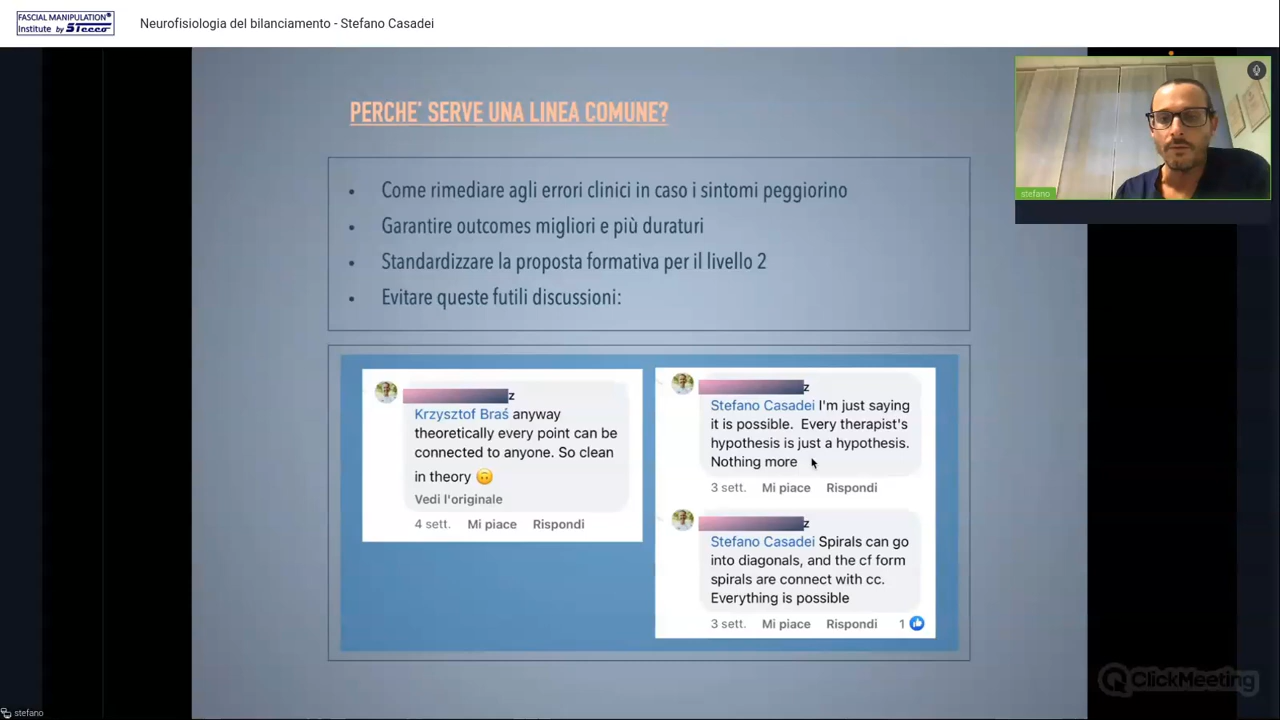 FASCIAL MANIPULATION®
Institute by Stecco
Neurofisiologia del bilanciamento - Stefano Casadei
PERCHE' SERVE UNA LINEA COMUNE?
• Come rimediare agli errori clinici in caso i sintomi peggiorino
• Garantire outcomes migliori e più duraturi
• Standardizzare la proposta formativa per il livello 2
• Evitare queste futili discussioni:
z
Krzysztof Braś anyway
theoretically every point can be
connected to anyone. So clean
in theory 🙃
Vedi l'originale
4 sett. Mi piace Rispondi
z
Stefano Casadei I'm just saying
it is possible. Every therapist's
hypothesis is just a hypothesis.
Nothing more
3 sett. Mi piace Rispondi
z
Stefano Casadei Spirals can go
into diagonals, and the cf form
spirals are connect with cc.
Everything is possible
3 sett. Mi piace Rispondi 1
stefano
ClickMeeting
stefano